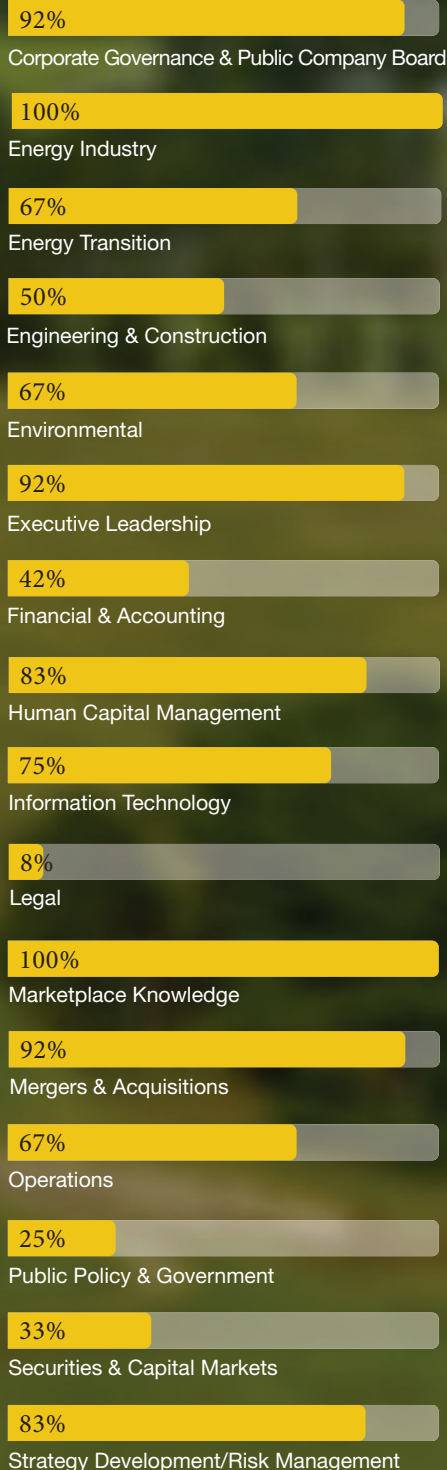 92%
Corporate Governance & Public Company Board
100%
Energy Industry
67%
Energy Transition
50%
Engineering & Construction
67%
Environmental
92%
Executive Leadership
42%
Financial & Accounting
83%
Human Capital Management
75%
Information Technology
8%
Legal
100%
Marketplace Knowledge
92%
Mergers & Acquisitions
67%
Operations
25%
Public Policy & Government
33%
Securities & Capital Markets
83%
Strategy Development/Risk Management